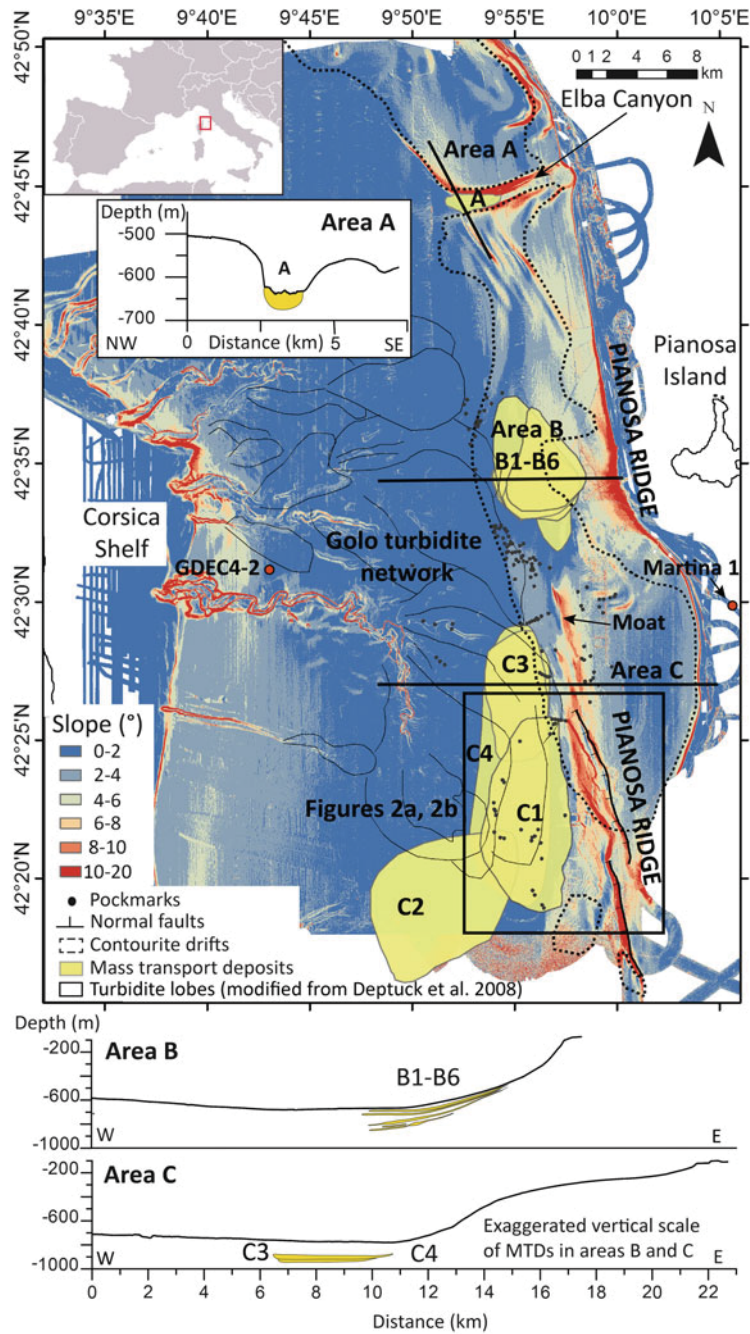 9°35'E 9°40'E 9°45'E 9°50'E 9°55'E 10°0'E 10°5'E
42°50'N
0 1 2 4 6 8
km
Elba Canyon
N
Area A
42°45'N
A
Depth (m)
Area A
-500
A
-600
-700
0 5
NW Distance (km) SE
42°40'N
Pianosa
Island
PIANOSA RIDGE
42°35'N
Area B
B1-B6
Corsica
Shelf
Golo turbidite
network
GDEC4-2
Martina 1
42°30'N
Moat
C3
Area C
Slope (°)
0-2
2-4
4-6
6-8
8-10
10-20
42°25'N
C4
PIANOSA RIDGE
Figures 2a, 2b
C1
42°20'N
C2
Pockmarks
Normal faults
Contourite drifts
Mass transport deposits
Turbidite lobes (modified from Deptuck et al. 2008)
Depth (m)
-200
Area B
B1-B6
-600
-1000
W E
-200
Area C
-600
C3 C4
Exaggerated vertical scale
of MTDs in areas B and C
-1000
W E
0 2 4 6 8 10 12 14 16 18 20 22
Distance (km)